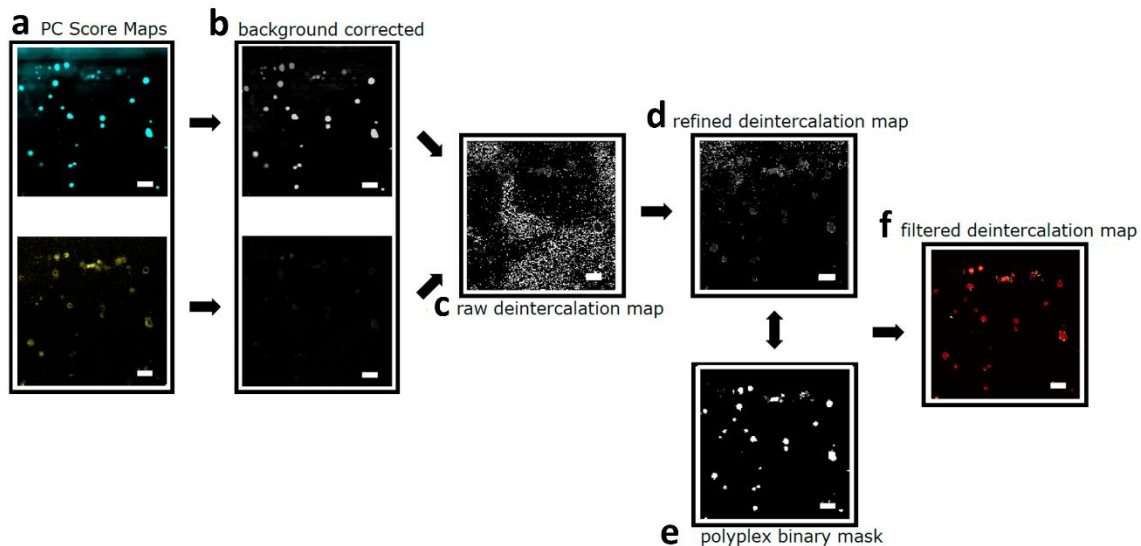 a PC Score Maps
b background corrected
c raw deintercalation map
d refined deintercalation map
e polyplex binary mask
f filtered deintercalation map